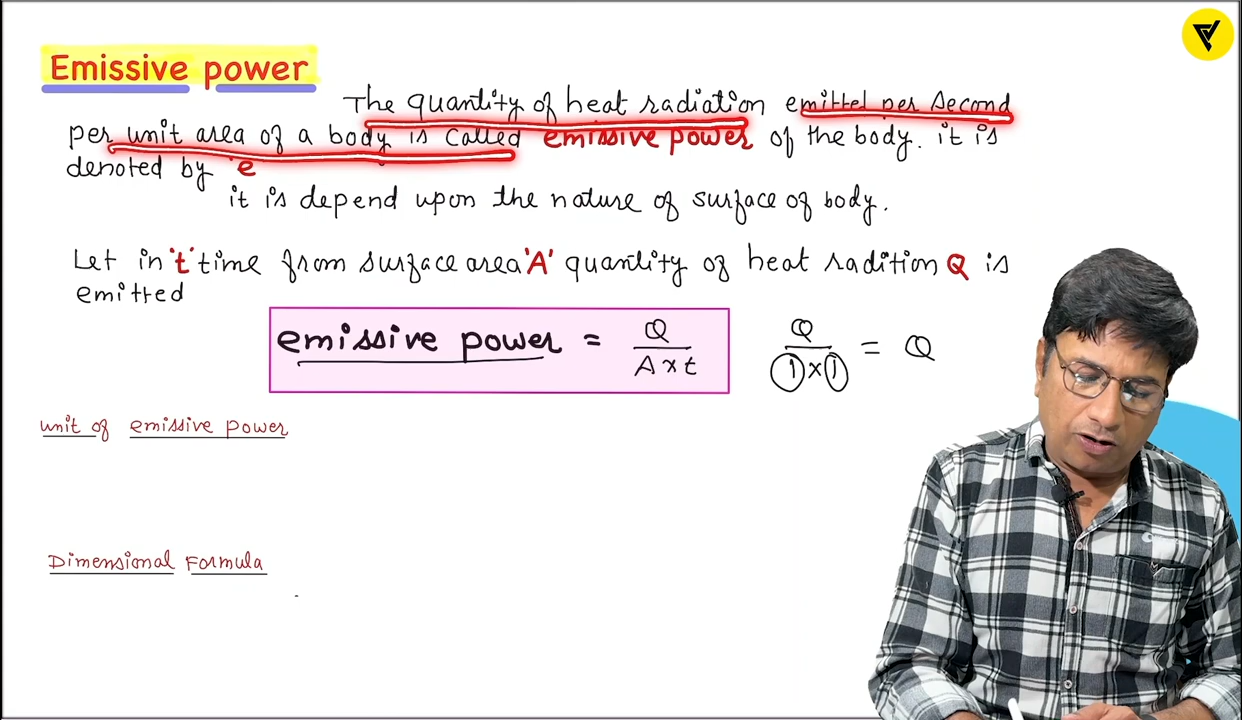 Emissive power
The quantity of heat radiation emittel per second
per unit area of a body is called emissive power of the body. it is
denoted by 'e
it is depend upon the nature of surface of body.
Let in 't' time from surface area 'A' quantity of heat radition Q is
emitted
emissive power = Q / A × t
Q / 1 × 1 = Q
unit of emissive power
Dimensional Formula